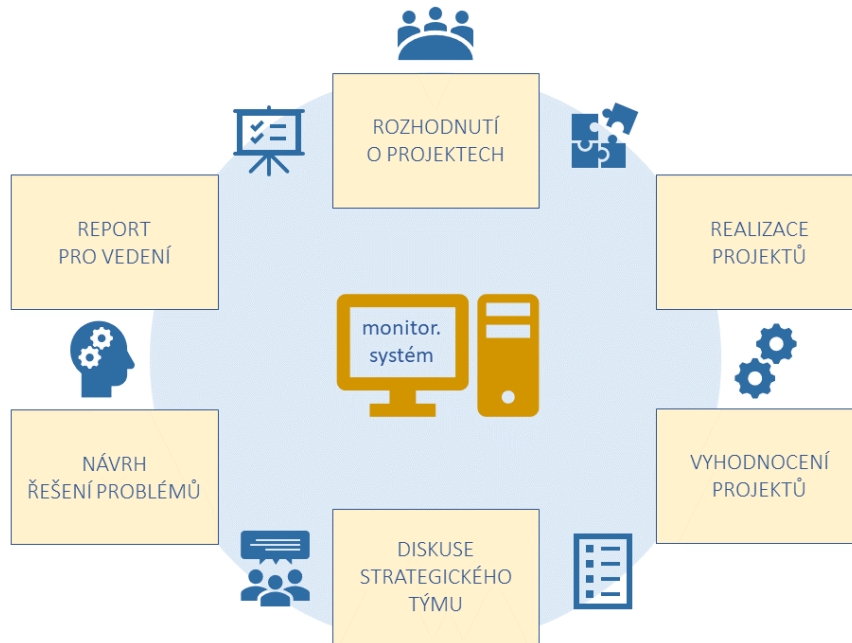 ROZHODNUTÍ
O PROJEKTECH
REPORT
PRO VEDENÍ
REALIZACE
PROJEKTŮ
monitor.
systém
NÁVRH
ŘEŠENÍ PROBLÉMŮ
VYHODNOCENÍ
PROJEKTŮ
DISKUSE
STRATEGICKÉHO
TÝMU